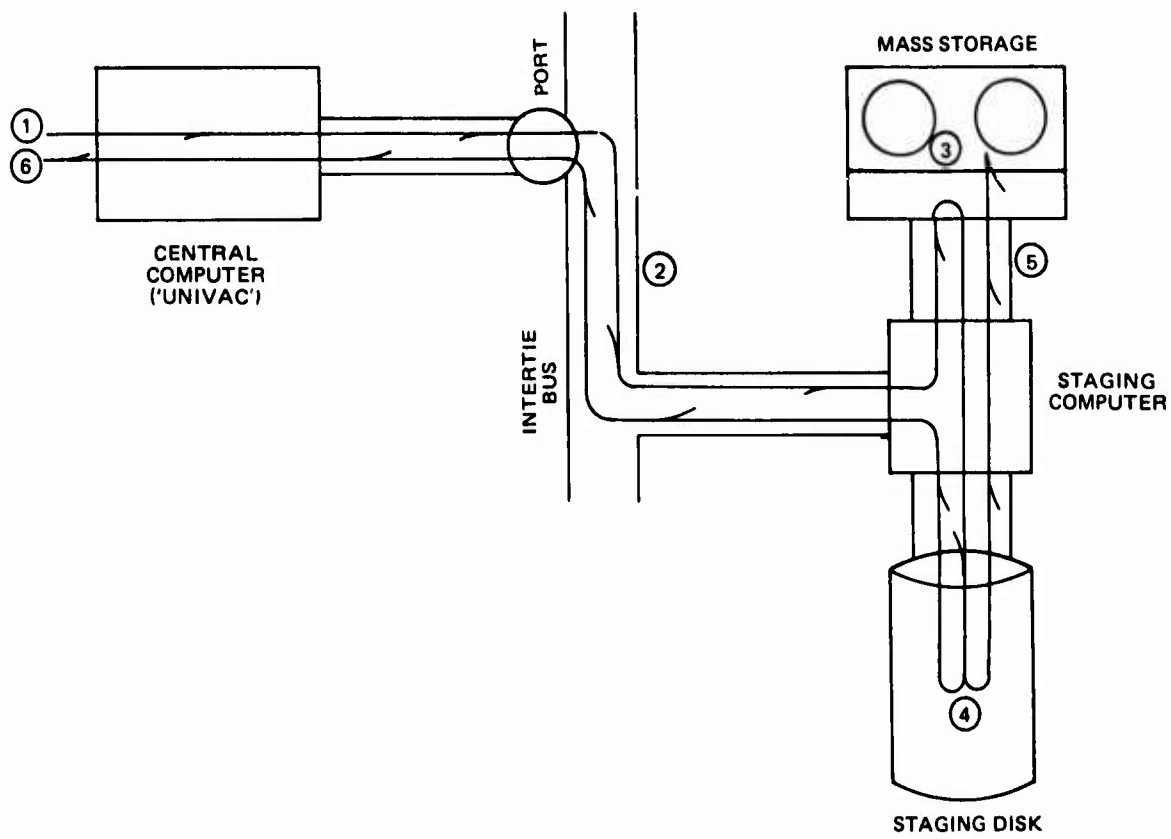 MASS STORAGE
PORT
1
6
3
CENTRAL
COMPUTER
('UNIVAC')
2
5
INTERTIE
BUS
STAGING
COMPUTER
4
STAGING DISK